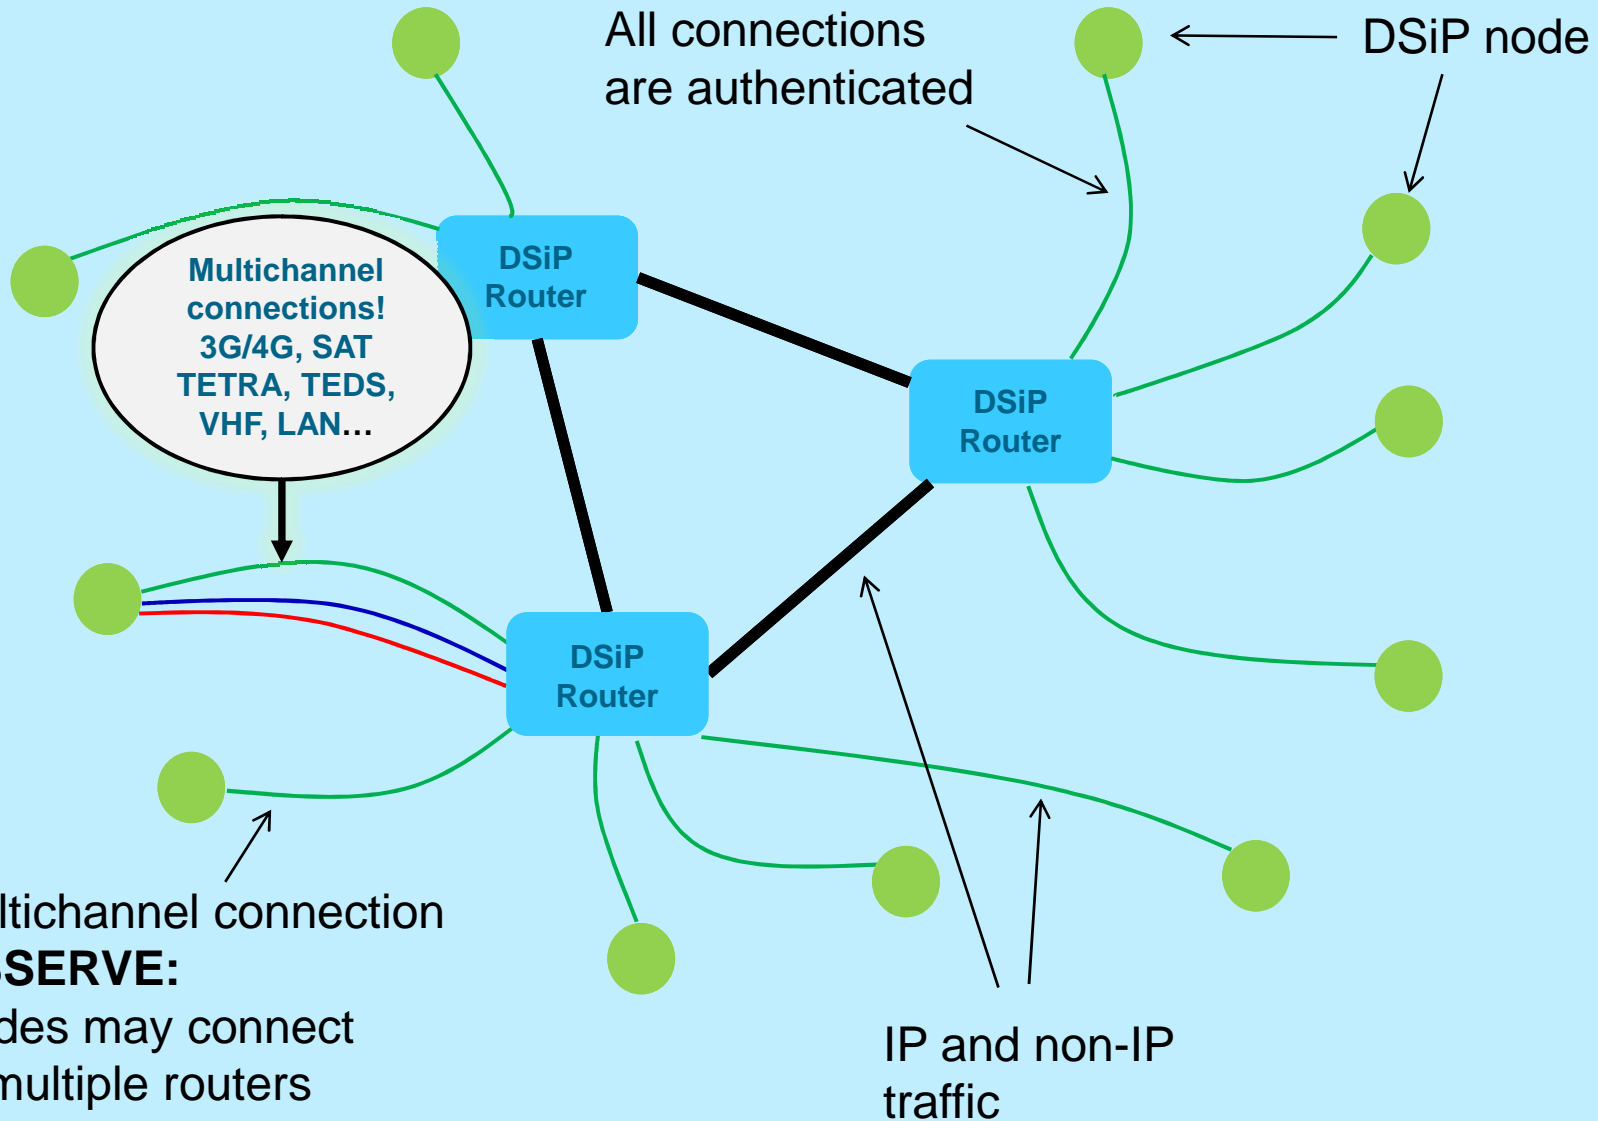 All connections
are authenticated
DSiP node
DSiP
Router
Multichannel
connections!
3G/4G, SAT
TETRA, TEDS,
VHF, LAN...
DSiP
Router
DSiP
Router
ltichannel connection
SERVE:
des may connect
multiple routers
IP and non-IP
traffic